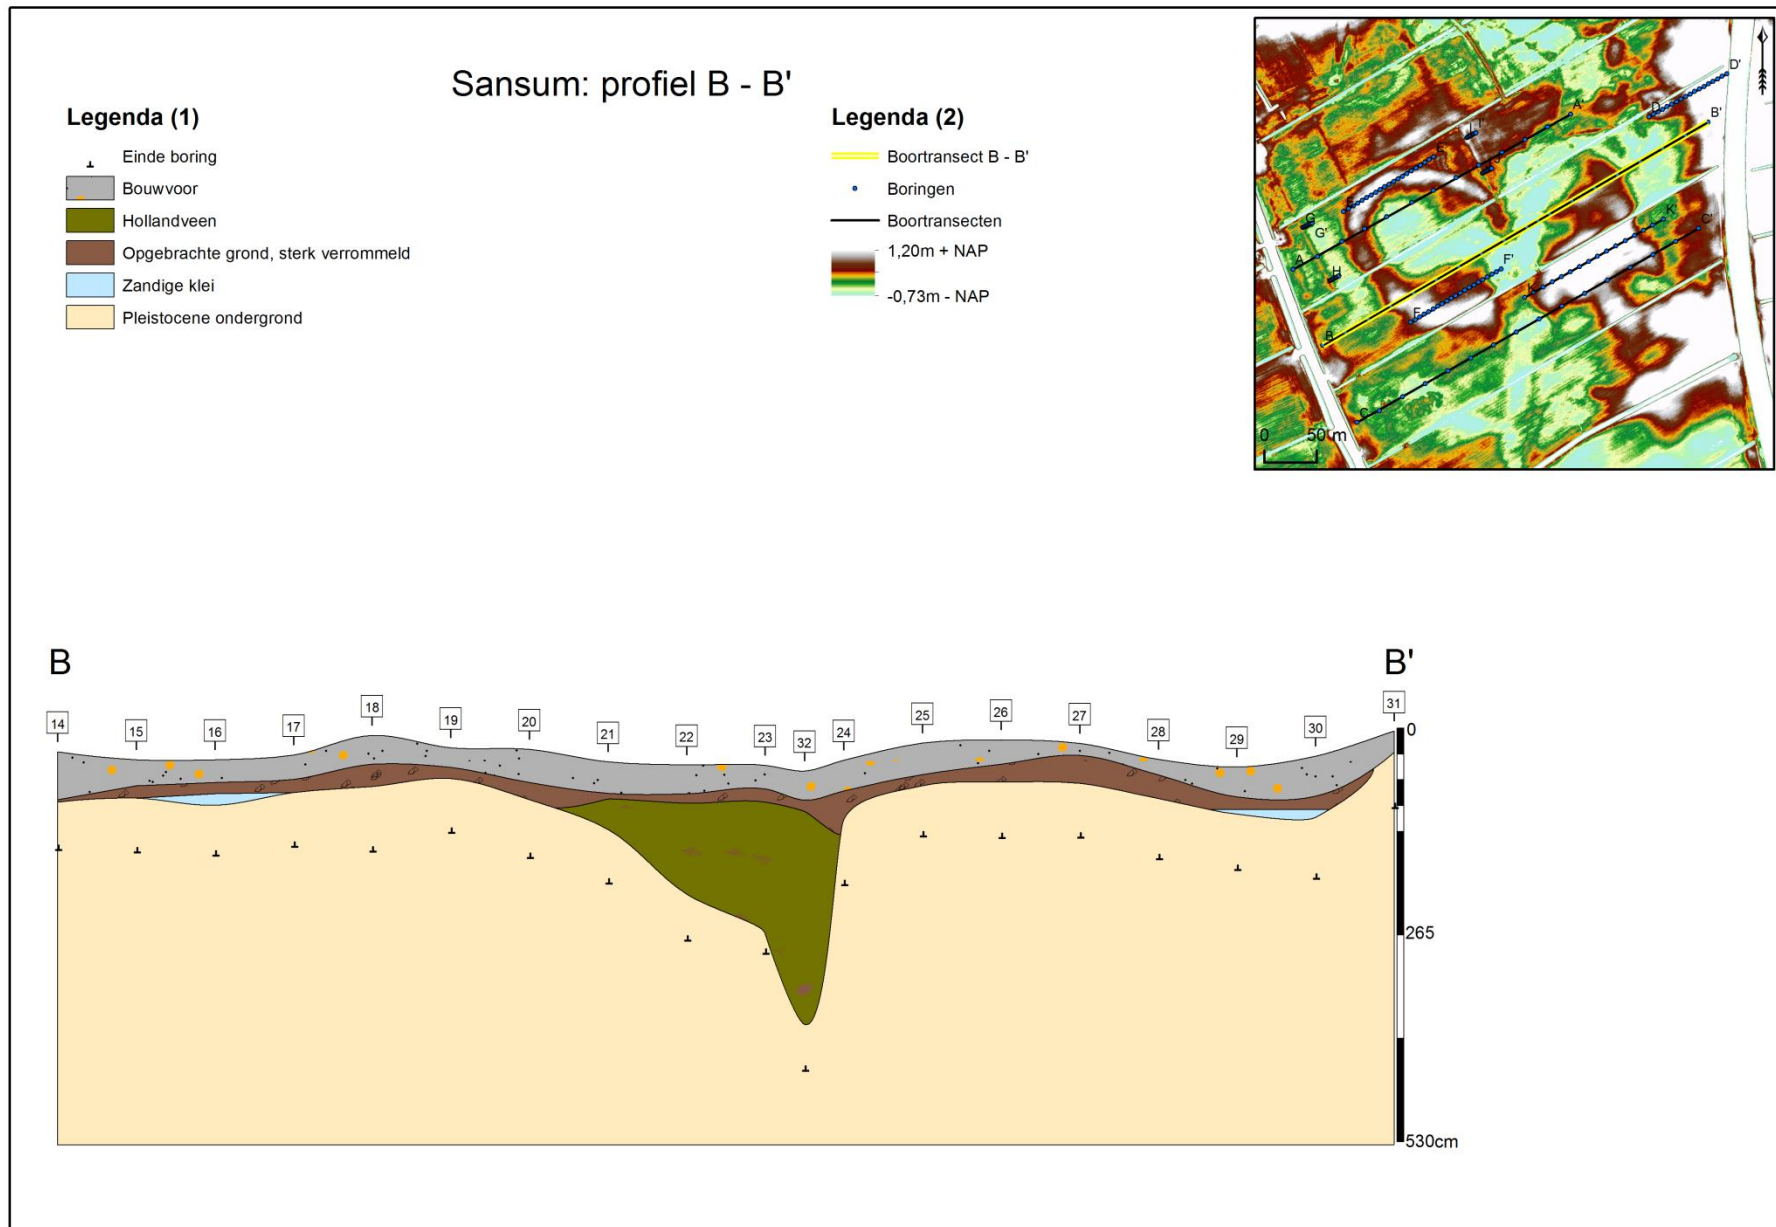 Sansum: profiel B - B'
Legenda (1)
Einde boring
Bouwvoor
Hollandveen
Opgebrachte grond, sterk verrommeld
Zandige klei
Pleistocene ondergrond
Legenda (2)
Boortransect B - B'
Boringen
Boortransecten
1,20m + NAP
-0,73m - NAP
D'
D
B'
A'
I
I'
J
E'
E
G
G'
A
H
K'
C'
F'
K
F
B
C
0 50 m
B
B'
14
15
16
17
18
19
20
21
22
23
32
24
25
26
27
28
29
30
31
0
265
530cm